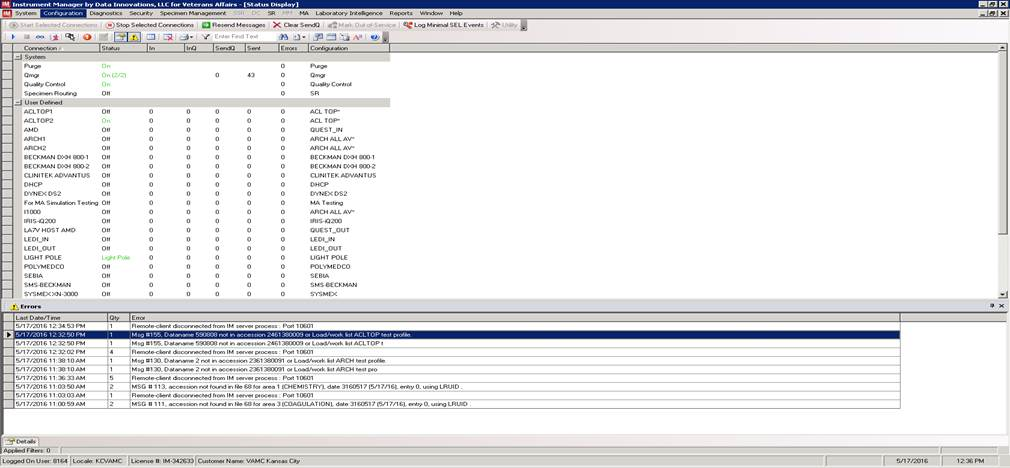 Instrument Manager by Data Innovations, LLC for Veterans Affairs - [Status Display]
System Configuration Diagnostics Security Specimen Management SSR DAC SR MM MA Laboratory Intelligence Reports Window Help
Start Selected Connections Stop Selected Connections Resend Messages Clear SendQ Mark Out-of-Service Log Minimal SEL Events Utility
Enter Find Text
Connection Status In InQ SendQ Sent Errors Configuration
System
Purge On 0 Purge
Qmgr On (2/2) 0 43 0 Qmgr
Quality Control On 0 Quality Control
Specimen Routing Off 0 SR
User Defined
ACLTOP1 Off 0 0 0 0 0 ACL TOP*
ACLTOP2 On 0 0 0 0 0 ACL TOP*
AMD Off 0 0 0 0 0 QUEST_IN
ARCH1 Off 0 0 0 0 0 ARCH ALL AV*
ARCH2 Off 0 0 0 0 0 ARCH ALL AV*
BECKMAN DXH 800-1 Off 0 0 0 0 0 BECKMAN DXH 800-1
BECKMAN DXH 800-2 Off 0 0 0 0 0 BECKMAN DXH 800-2
CLINITEK ADVANTUS Off 0 0 0 0 0 CLINITEK ADVANTUS
DHCP Off 0 0 0 0 0 DHCP
DYNEX DS2 Off 0 0 0 0 0 DYNEX DS2
For MA Simulation Testing Off 0 0 0 0 0 MA Testing
I1000 Off 0 0 0 0 0 ARCH ALL AV*
IRIS-iQ200 Off 0 0 0 0 0 IRIS-iQ200
LA7V HOST AMD Off 0 0 0 0 0 QUEST_OUT
LEDI_IN Off 0 0 0 0 0 LEDI_IN
LEDI_OUT Off 0 0 0 0 0 LEDI_OUT
LIGHT POLE Light Pole 0 0 0 0 0 LIGHT POLE
POLYMEDCO Off 0 0 0 0 0 POLYMEDCO
SEBIA Off 0 0 0 0 0 SEBIA
SMS-BECKMAN Off 0 0 0 0 0 SMS-BECKMAN
SYSMEX XN-3000 Off 0 0 0 0 0 SYSMEX
Errors
Last Date/Time Qty Error
5/17/2016 12:34:53 PM 1 Remote-client disconnected from IM server process : Port 10601
5/17/2016 12:32:50 PM 1 Msg #155, Dataname 590808 not in accession 2461380009 or Load/work list ACLTOP test profile.
5/17/2016 12:32:50 PM 1 Msg #155, Dataname 590808 not in accession 2461380009 or Load/work list ACLTOP t
5/17/2016 12:32:02 PM 4 Remote-client disconnected from IM server process : Port 10601
5/17/2016 11:38:10 AM 1 Msg #130, Dataname 2 not in accession 2361380091 or Load/work list ARCH test profile.
5/17/2016 11:38:10 AM 1 Msg #130, Dataname 2 not in accession 2361380091 or Load/work list ARCH test pro
5/17/2016 11:36:33 AM 5 Remote-client disconnected from IM server process : Port 10601
5/17/2016 11:03:50 AM 2 MSG # 113, accession not found in file 68 for area 1 (CHEMISTRY), date 3160517 (5/17/16), entry 0, using LRUID .
5/17/2016 11:03:03 AM 1 Remote-client disconnected from IM server process : Port 10601
5/17/2016 11:00:59 AM 2 MSG # 111, accession not found in file 68 for area 3 (COAGULATION), date 3160517 (5/17/16), entry 0, using LRUID .
Details
Applied Filters: 0
Logged On User: 8164 Locale: KCVAMC License #: IM-342633 Customer Name: VAMC Kansas City 5/17/2016 12:36 PM